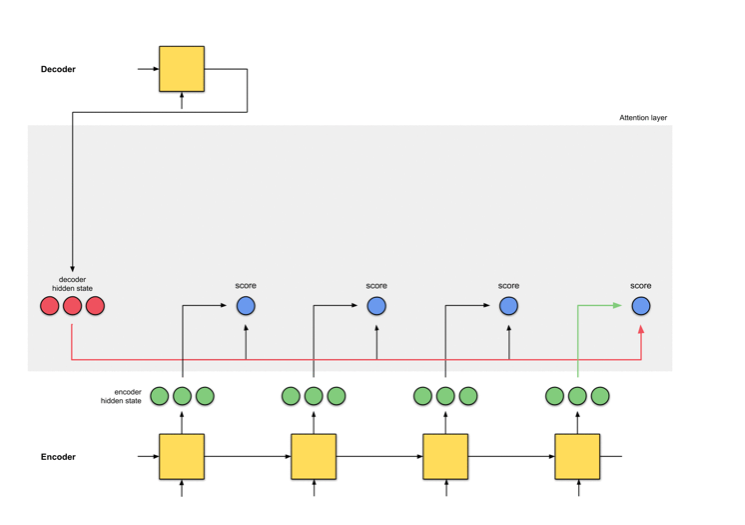 Decoder
Attention layer
decoder
hidden state
score
score
score
score
encoder
hidden state
Encoder